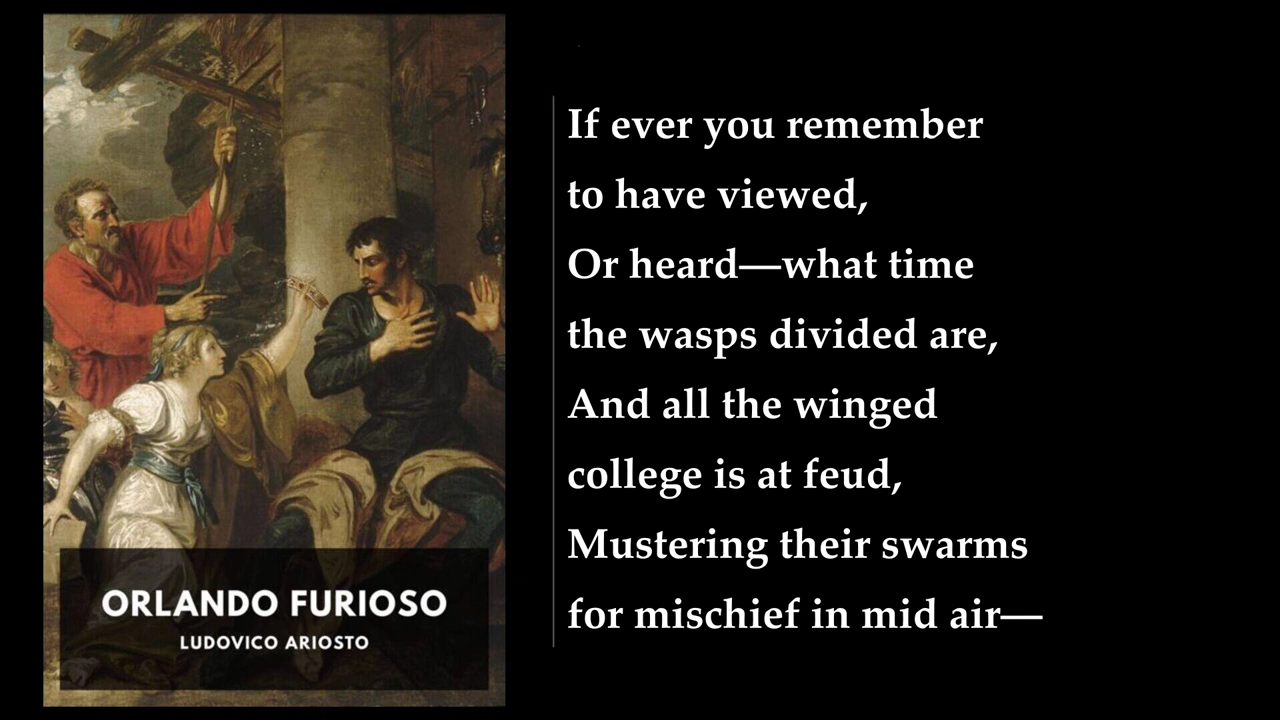 ORLANDO FURIOSO
LUDOVICO ARIOSTO
If ever you remember
to have viewed,
Or heard—what time
the wasps divided are,
And all the winged
college is at feud,
Mustering their swarms
for mischief in mid air—